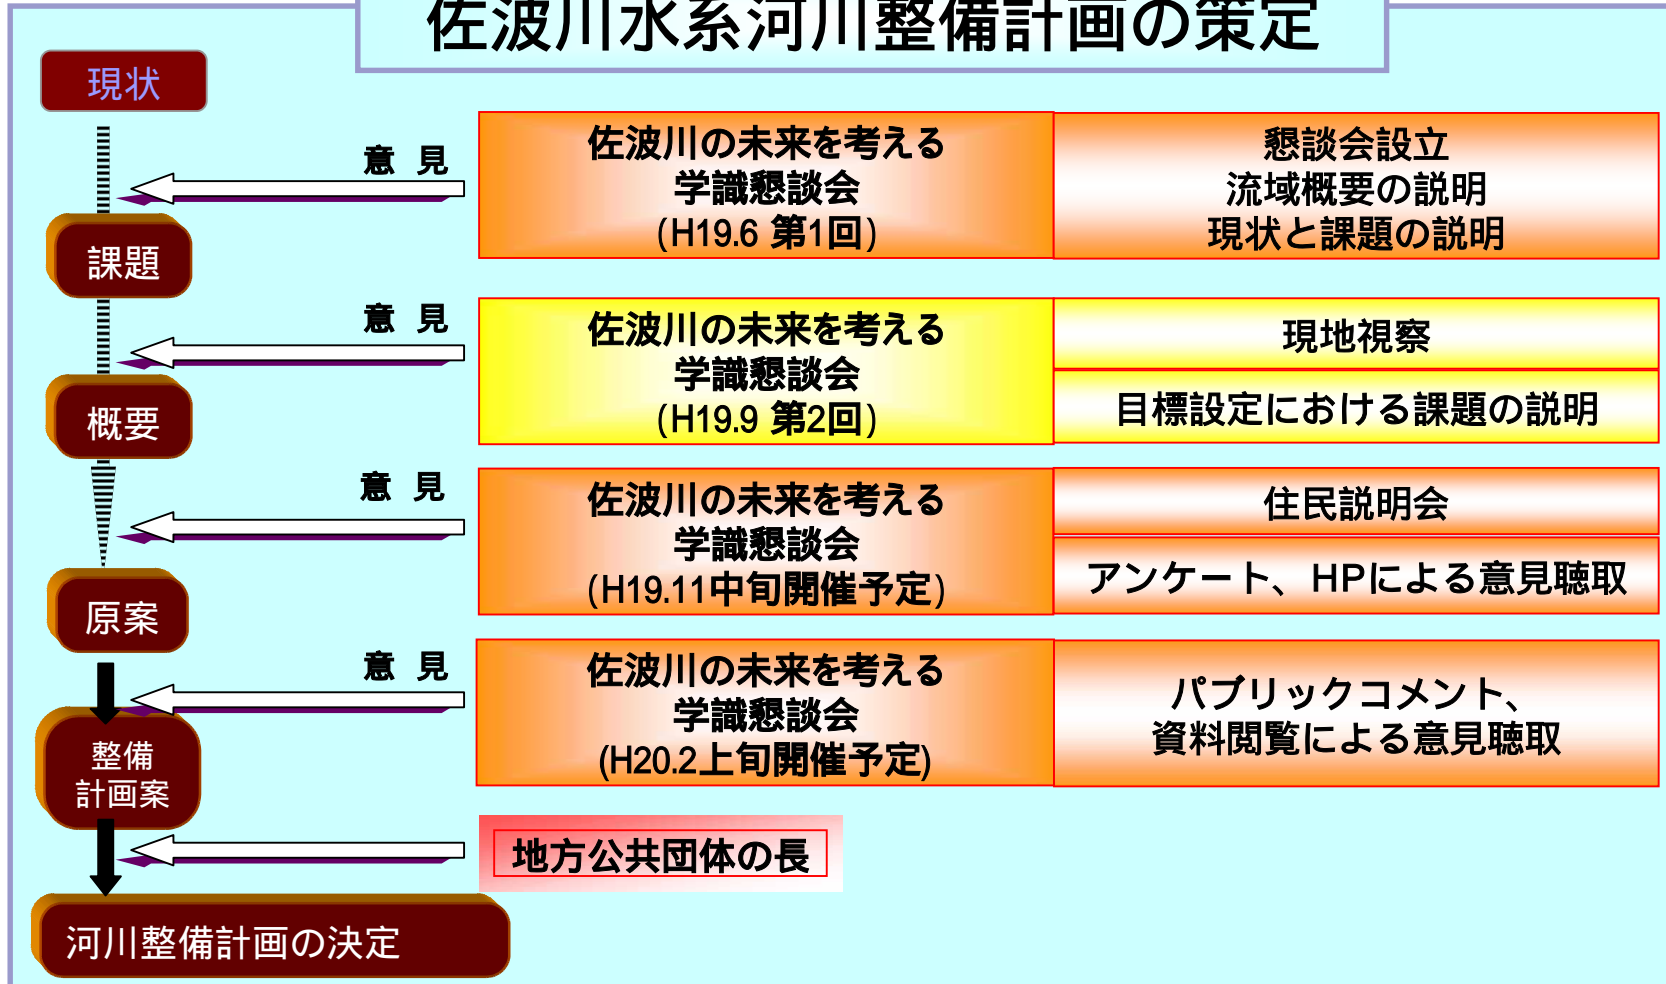 佐波川水系河川整備計画の策定
現状
意 見
佐波川の未来を考える
学識懇談会
(H19.6 第1回)
懇談会設立
流域概要の説明
現状と課題の説明
課題
意 見
佐波川の未来を考える
学識懇談会
(H19.9 第2回)
現地視察
目標設定における課題の説明
概要
意 見
佐波川の未来を考える
学識懇談会
(H19.11中旬開催予定)
住民説明会
アンケート、HPによる意見聴取
原案
意 見
佐波川の未来を考える
学識懇談会
(H20.2上旬開催予定)
パブリックコメント、
資料閲覧による意見聴取
整備
計画案
地方公共団体の長
河川整備計画の決定